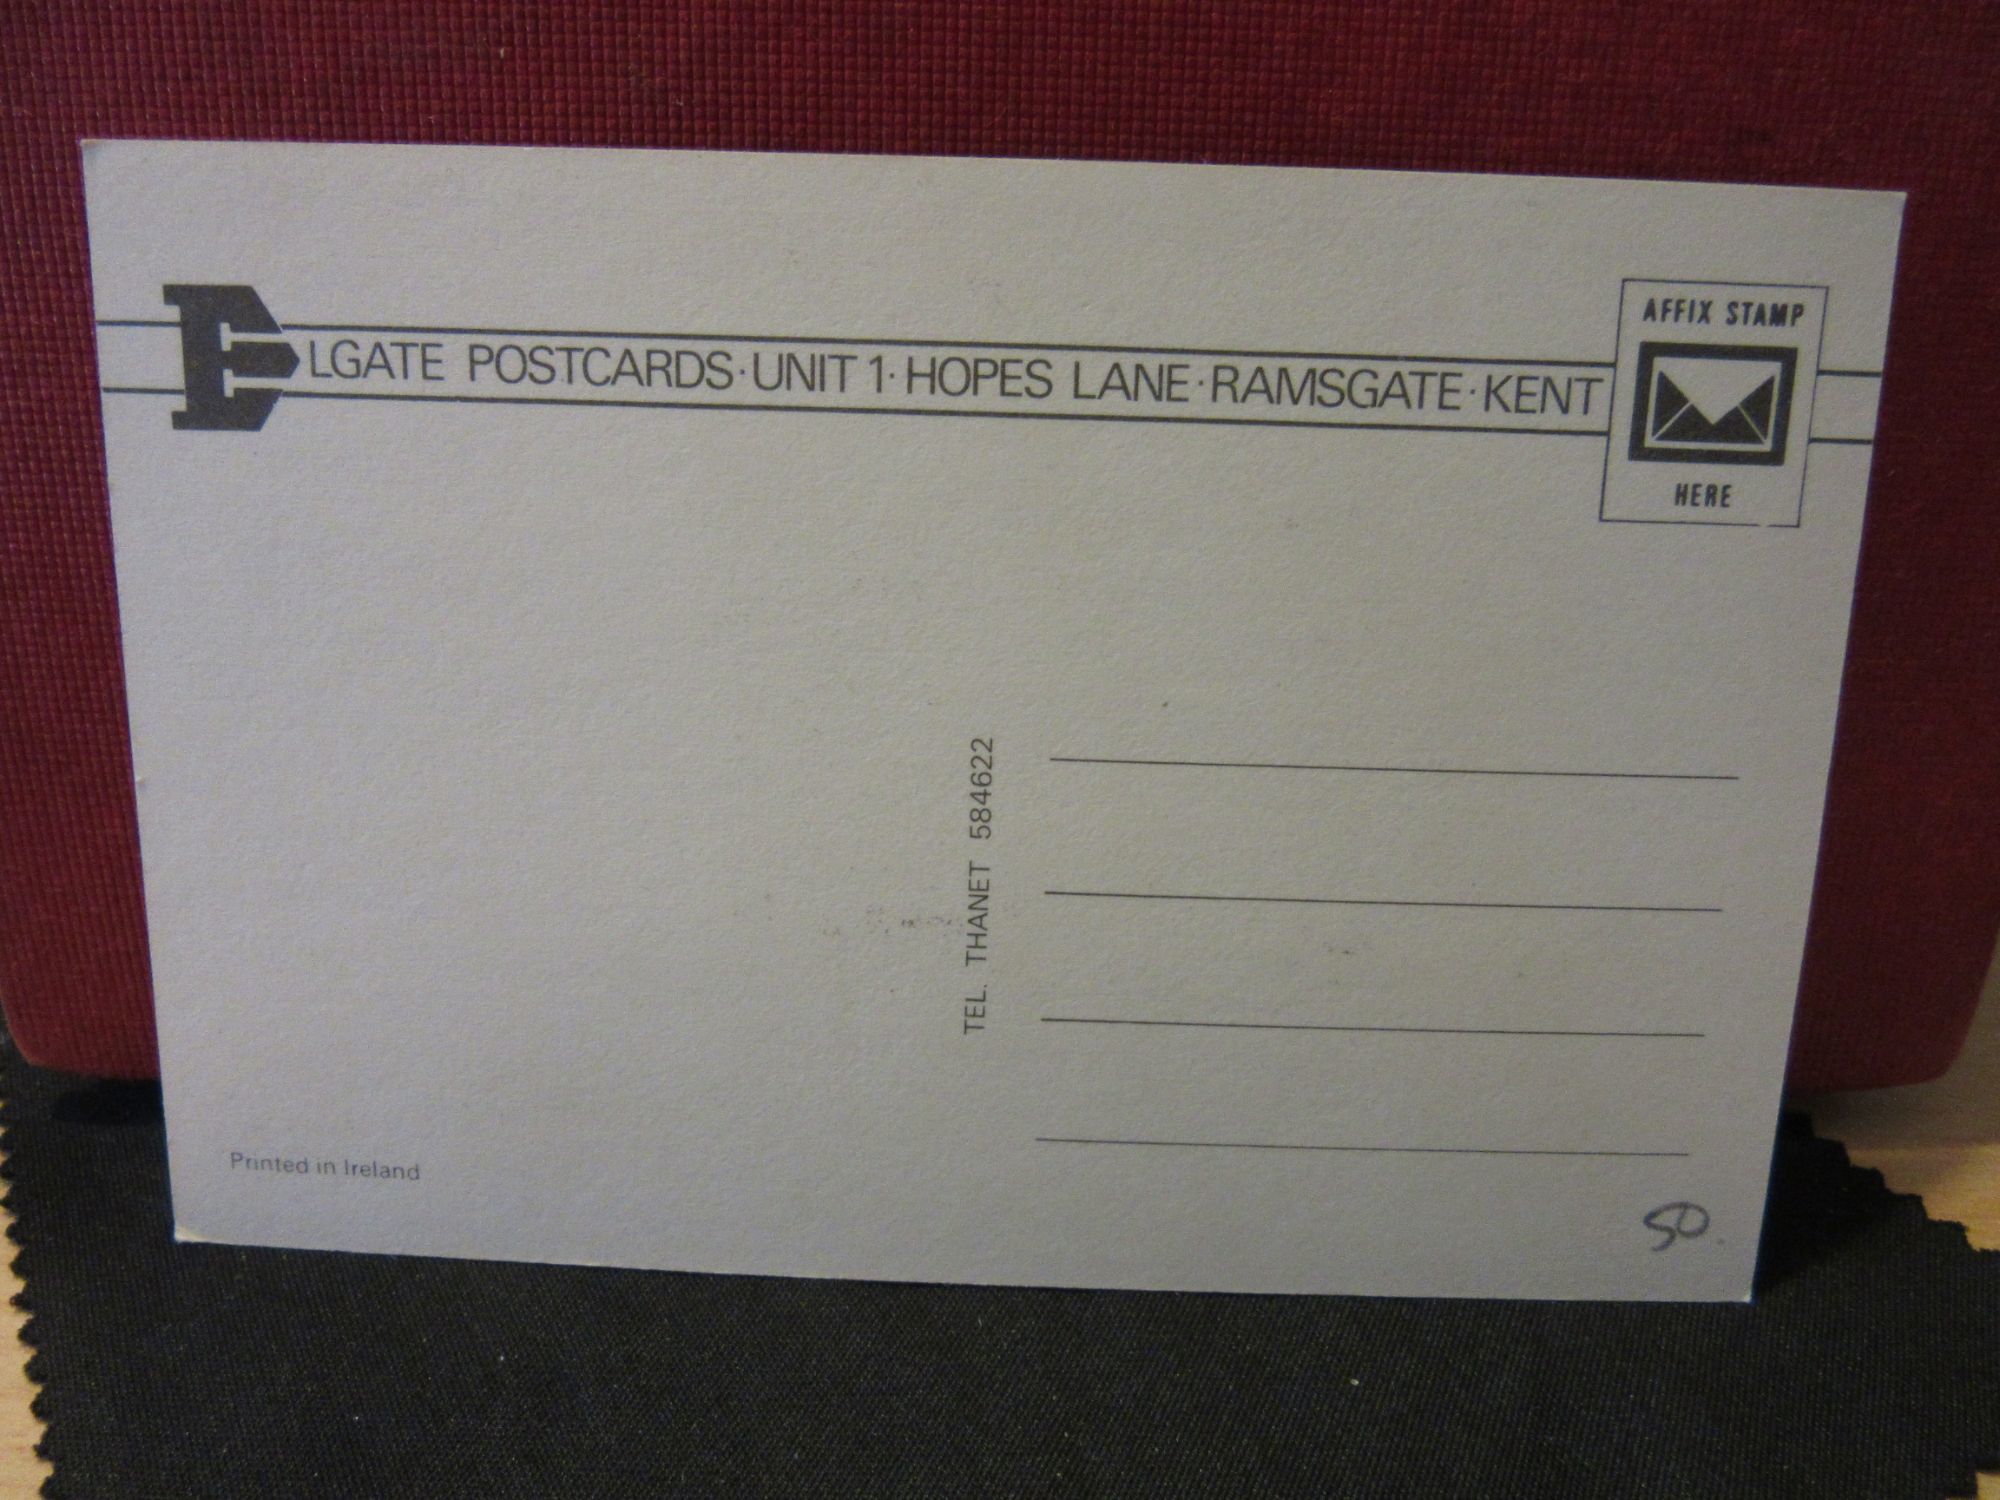 ELGATE POSTCARDS · UNIT 1 · HOPES LANE · RAMSGATE · KENT
AFFIX STAMP
HERE
TEL. THANET 584622
Printed in Ireland
50.